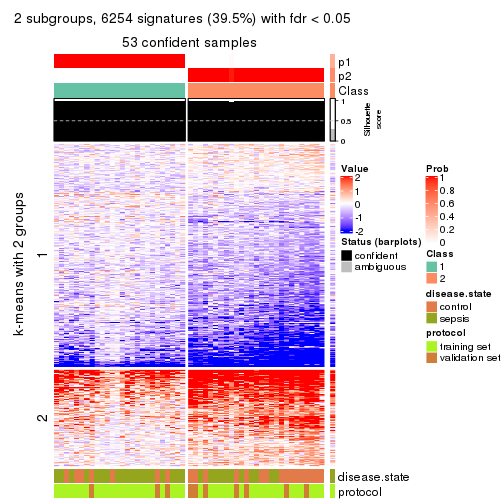 2 subgroups, 6254 signatures (39.5%) with fdr < 0.05
53 confident samples
p1
p2
Class
1
0.5
0
Silhouette
score
k-means with 2 groups
1
2
disease.state
protocol
Value
2
1
0
-1
-2
Status (barplots)
confident
ambiguous
Prob
1
0.8
0.6
0.4
0.2
0
Class
1
2
disease.state
control
sepsis
protocol
training set
validation set